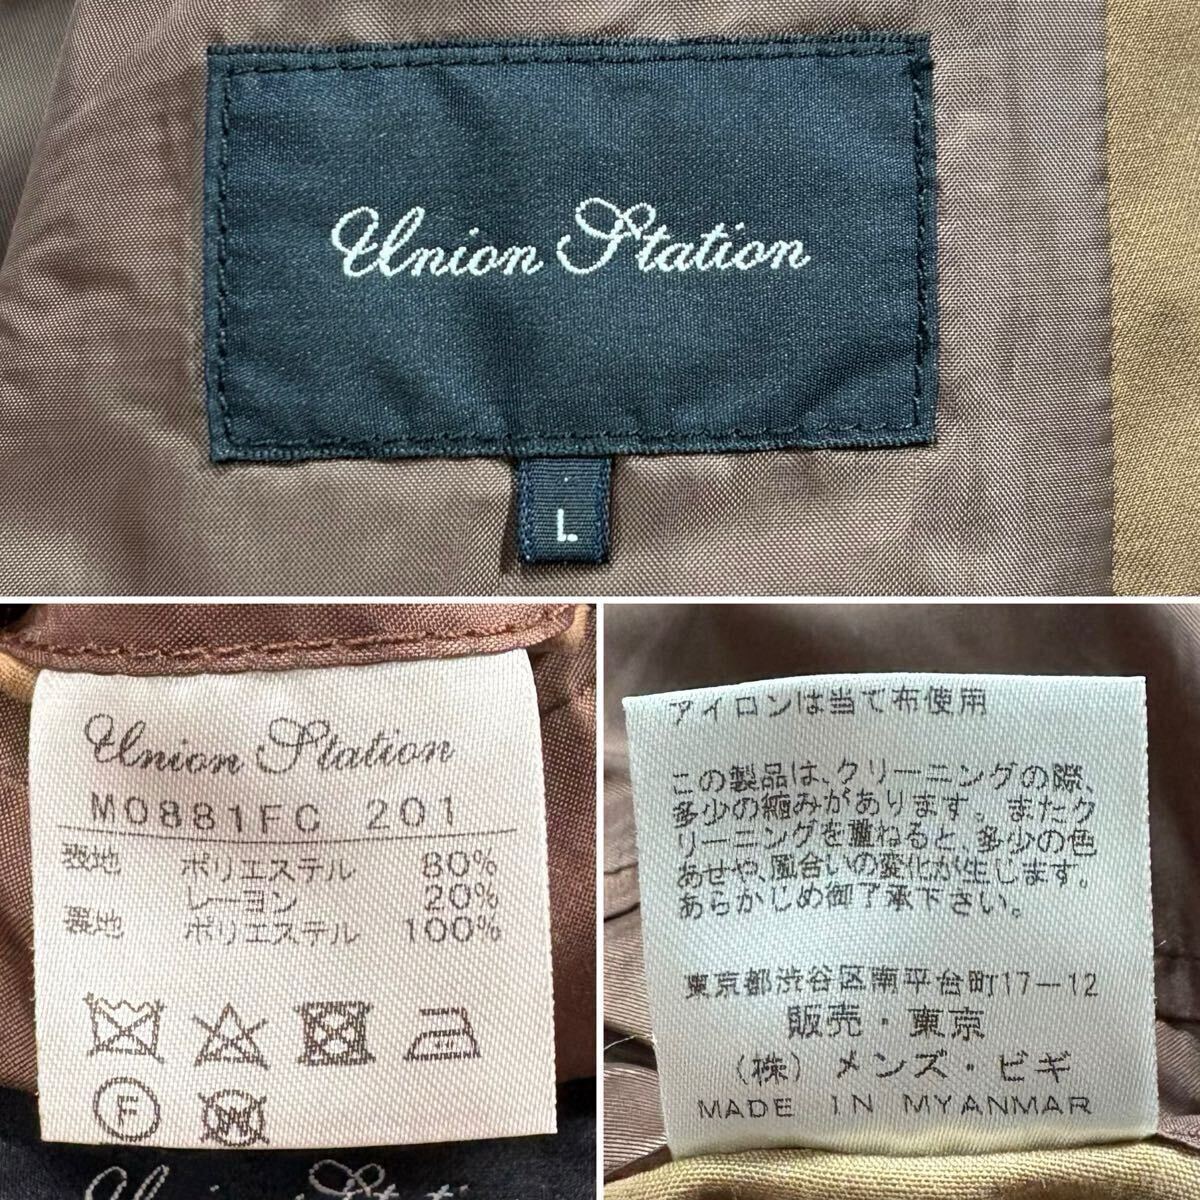 Union Station
L
Union Station
M0881FC 201
表地 ポリエステル 80%
レーヨン 20%
裏地 ポリエステル 100%
F
W
Union Station
アイロンは当て布使用
この製品は、クリーニングの際、
多少の縮みがあります。またク
リーニングを重ねると、多少の色
あせや、風合いの変化が生じます。
あらかじめ御了承下さい。
東京都渋谷区南平台町17-12
販売・東京
(株)メンズ・ビギ
MADE IN MYANMAR